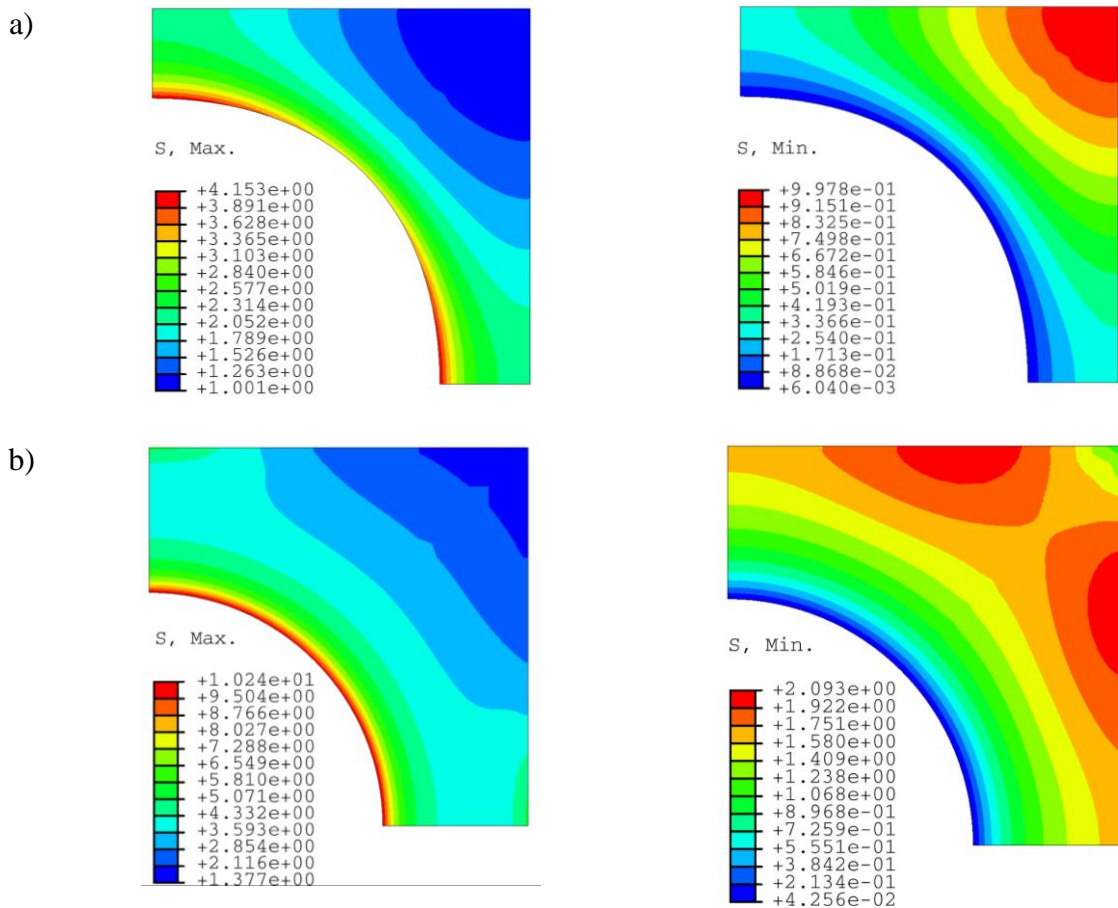 a)
S, Max.
+4.153e+00
+3.891e+00
+3.628e+00
+3.365e+00
+3.103e+00
+2.840e+00
+2.577e+00
+2.314e+00
+2.052e+00
+1.789e+00
+1.526e+00
+1.263e+00
+1.001e+00
S, Min.
+9.978e-01
+9.151e-01
+8.325e-01
+7.498e-01
+6.672e-01
+5.846e-01
+5.019e-01
+4.193e-01
+3.366e-01
+2.540e-01
+1.713e-01
+8.868e-02
+6.040e-03
b)
S, Max.
+1.024e+01
+9.504e+00
+8.766e+00
+8.027e+00
+7.288e+00
+6.549e+00
+5.810e+00
+5.071e+00
+4.332e+00
+3.593e+00
+2.854e+00
+2.116e+00
+1.377e+00
S, Min.
+2.093e+00
+1.922e+00
+1.751e+00
+1.580e+00
+1.409e+00
+1.238e+00
+1.068e+00
+8.968e-01
+7.259e-01
+5.551e-01
+3.842e-01
+2.134e-01
+4.256e-02